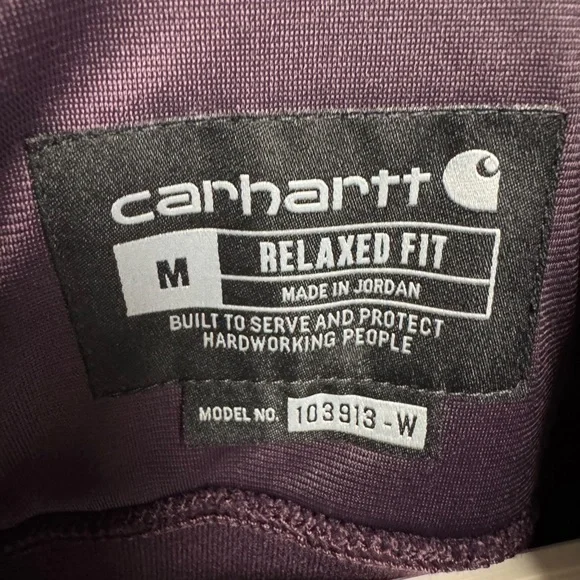 carhartt
M
RELAXED FIT
MADE IN JORDAN
BUILT TO SERVE AND PROTECT
HARDWORKING PEOPLE
MODEL NO. 103913-W